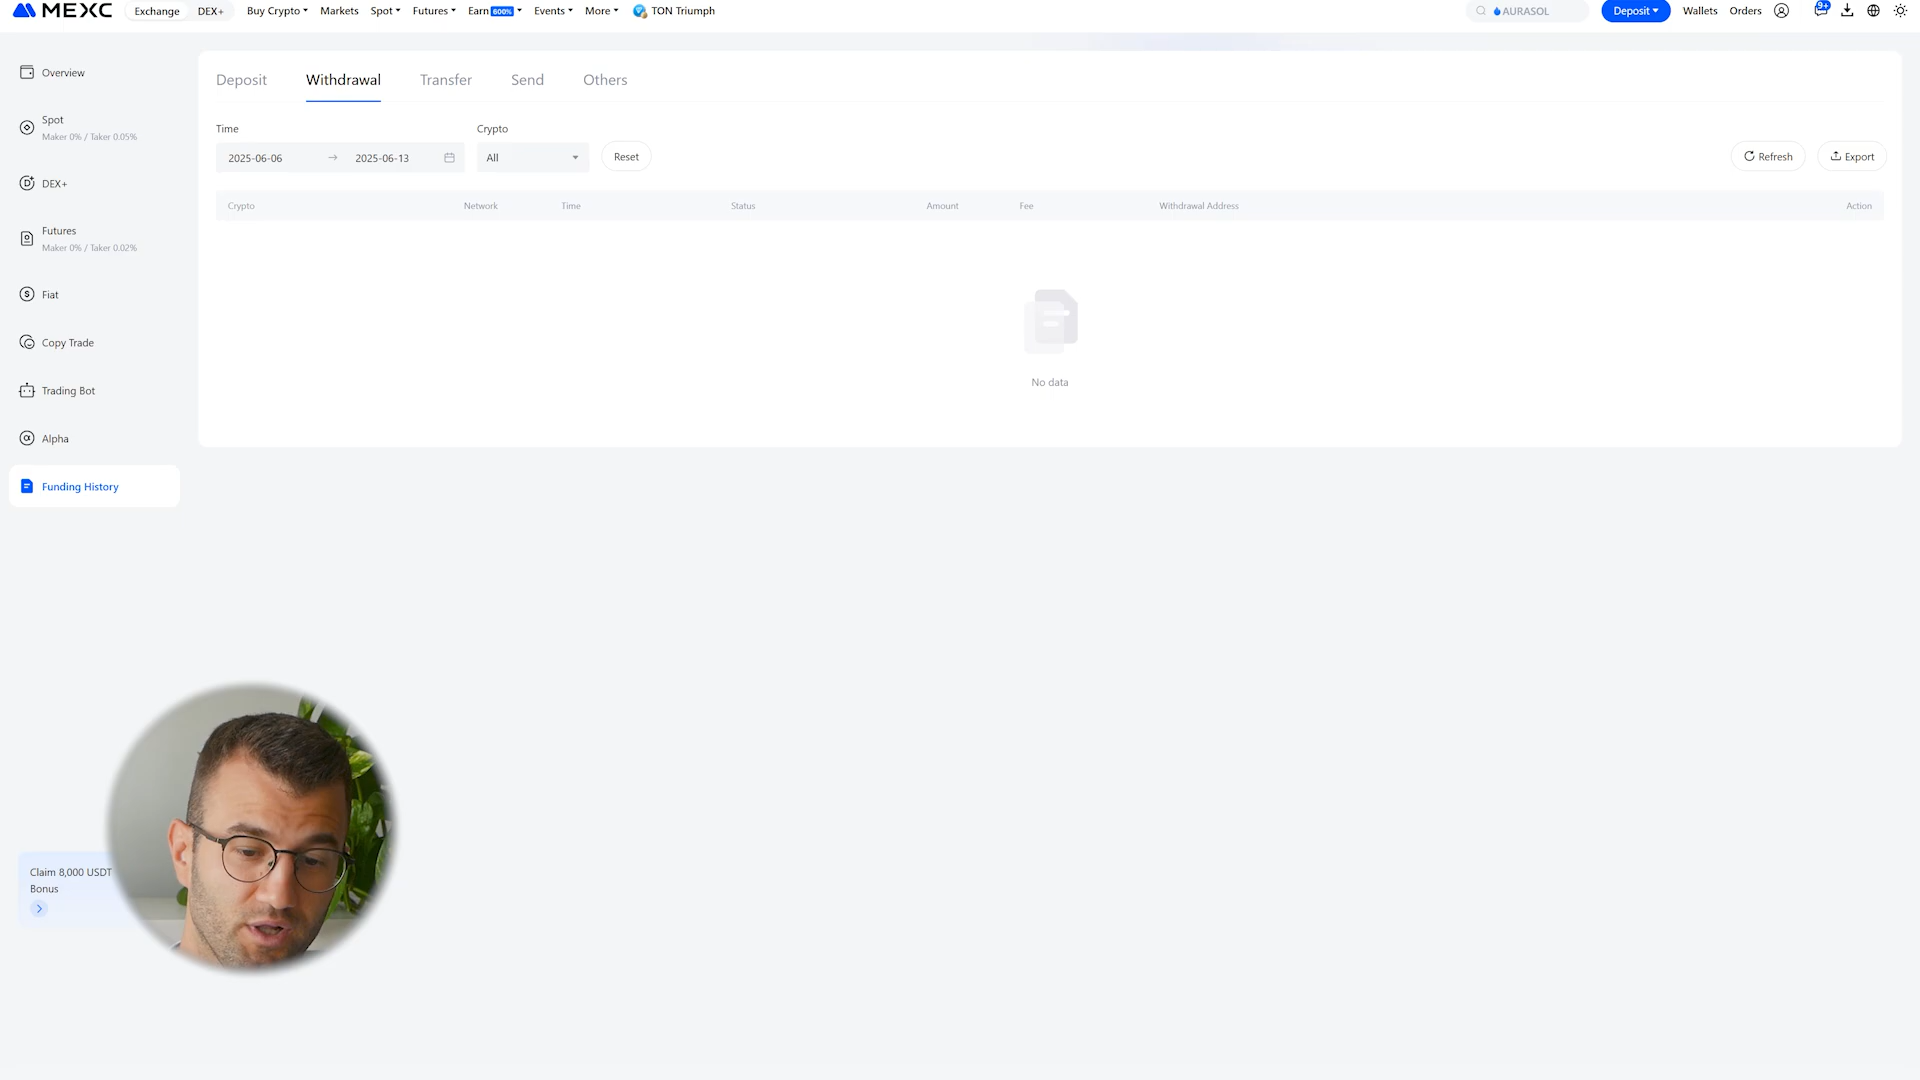 MEXC
Exchange
DEX+
Buy Crypto
Markets
Spot
Futures
Earn 600%
Events
More
TON Triumph
AURASOL
Deposit
Wallets
Orders
9+
Overview
Spot
Maker 0% / Taker 0.05%
DEX+
Futures
Maker 0% / Taker 0.02%
Fiat
Copy Trade
Trading Bot
Alpha
Funding History
Claim 8,000 USDT
Bonus
Deposit
Withdrawal
Transfer
Send
Others
Time
Crypto
2025-06-06 → 2025-06-13
All
Reset
Refresh
Export
Crypto
Network
Time
Status
Amount
Fee
Withdrawal Address
Action
No data